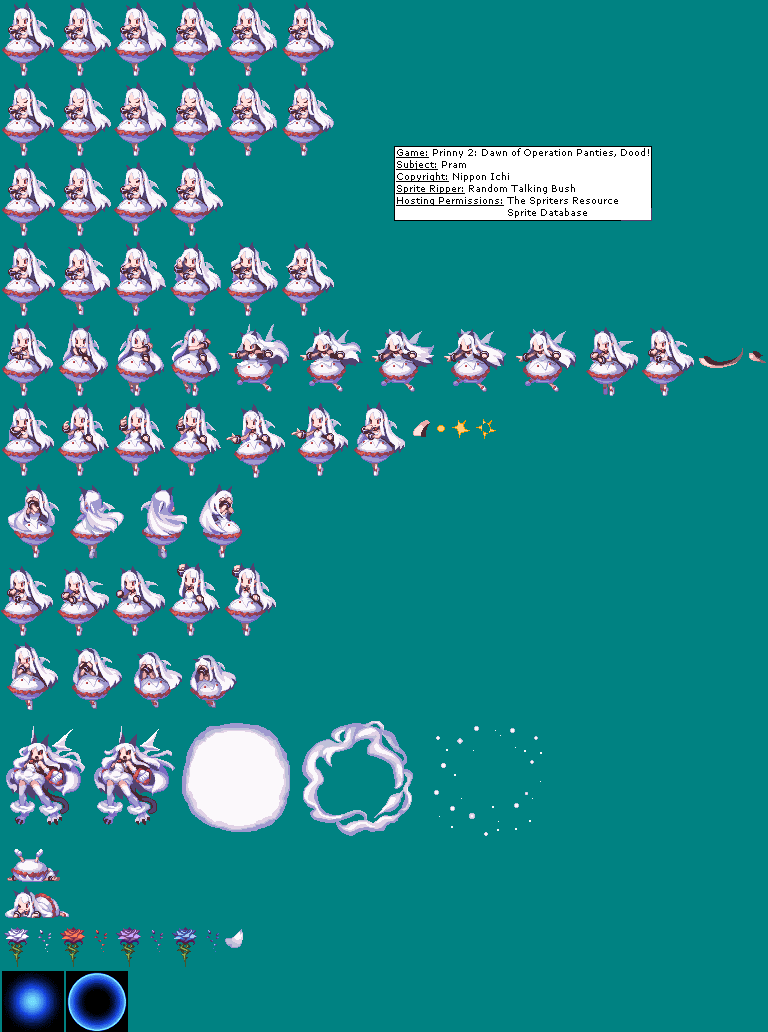 Game: Prinny 2: Dawn of Operation Panties, Dood!
Subject: Pram
Copyright: Nippon Ichi
Sprite Ripper: Random Talking Bush
Hosting Permissions: The Spriters Resource
Sprite Database